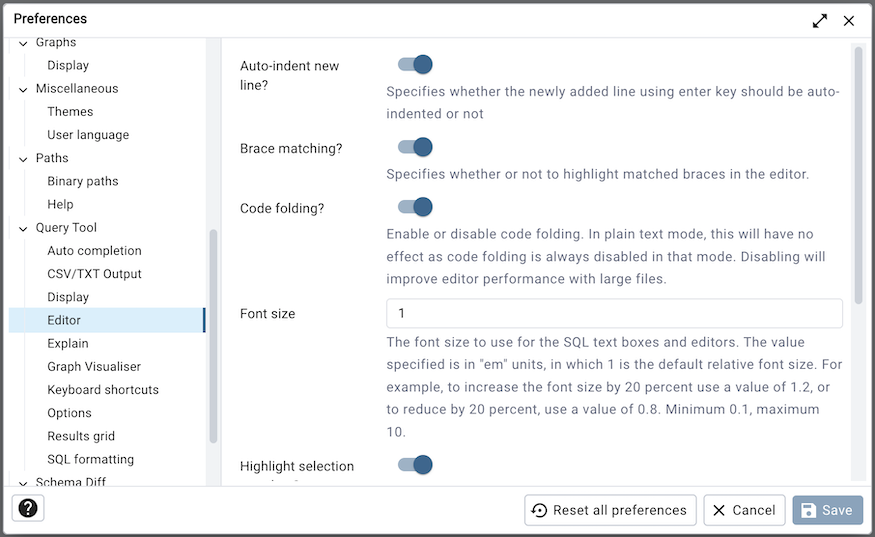 Preferences
Graphs
Display
Miscellaneous
Themes
User language
Paths
Binary paths
Help
Query Tool
Auto completion
CSV/TXT Output
Display
Editor
Explain
Graph Visualiser
Keyboard shortcuts
Options
Results grid
SQL formatting
Schema Diff
Auto-indent new
line?
Specifies whether the newly added line using enter key should be auto-
indented or not
Brace matching?
Specifies whether or not to highlight matched braces in the editor.
Code folding?
Enable or disable code folding. In plain text mode, this will have no
effect as code folding is always disabled in that mode. Disabling will
improve editor performance with large files.
Font size
1
The font size to use for the SQL text boxes and editors. The value
specified is in "em" units, in which 1 is the default relative font size. For
example, to increase the font size by 20 percent use a value of 1.2, or
to reduce by 20 percent, use a value of 0.8. Minimum 0.1, maximum
10.
Highlight selection
?
Reset all preferences
Cancel
Save